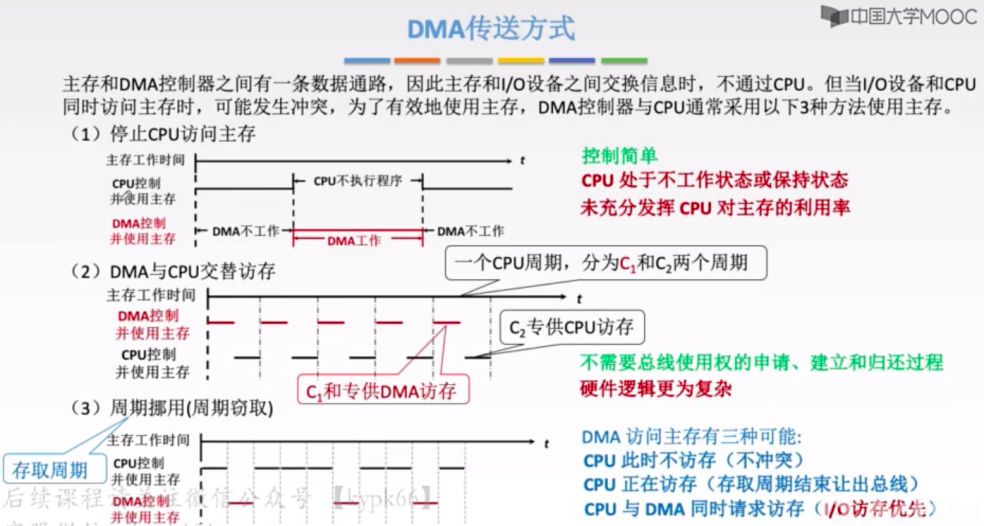 中国大学MOOC
DMA传送方式
主存和DMA控制器之间有一条数据通路，因此主存和I/O设备之间交换信息时，不通过CPU。但当I/O设备和CPU
同时访问主存时，可能发生冲突，为了有效地使用主存，DMA控制器与CPU通常采用以下3种方法使用主存。
（1）停止CPU访问主存
主存工作时间
t
CPU控制
并使用主存
CPU不执行程序
DMA控制
并使用主存
DMA不工作
DMA工作
DMA不工作
控制简单
CPU 处于不工作状态或保持状态
未充分发挥 CPU 对主存的利用率
（2）DMA与CPU交替访存
一个CPU周期，分为C1和C2两个周期
主存工作时间
t
DMA控制
并使用主存
C2专供CPU访存
CPU控制
并使用主存
C1和专供DMA访存
不需要总线使用权的申请、建立和归还过程
硬件逻辑更为复杂
（3）周期挪用(周期窃取)
主存工作时间
t
存取周期
CPU控制
并使用主存
DMA控制
并使用主存
DMA 访问主存有三种可能:
CPU 此时不访存（不冲突）
CPU 正在访存（存取周期结束让出总线）
CPU 与 DMA 同时请求访存（I/O访存优先）
后续课程 微信公众号 【kypk66】